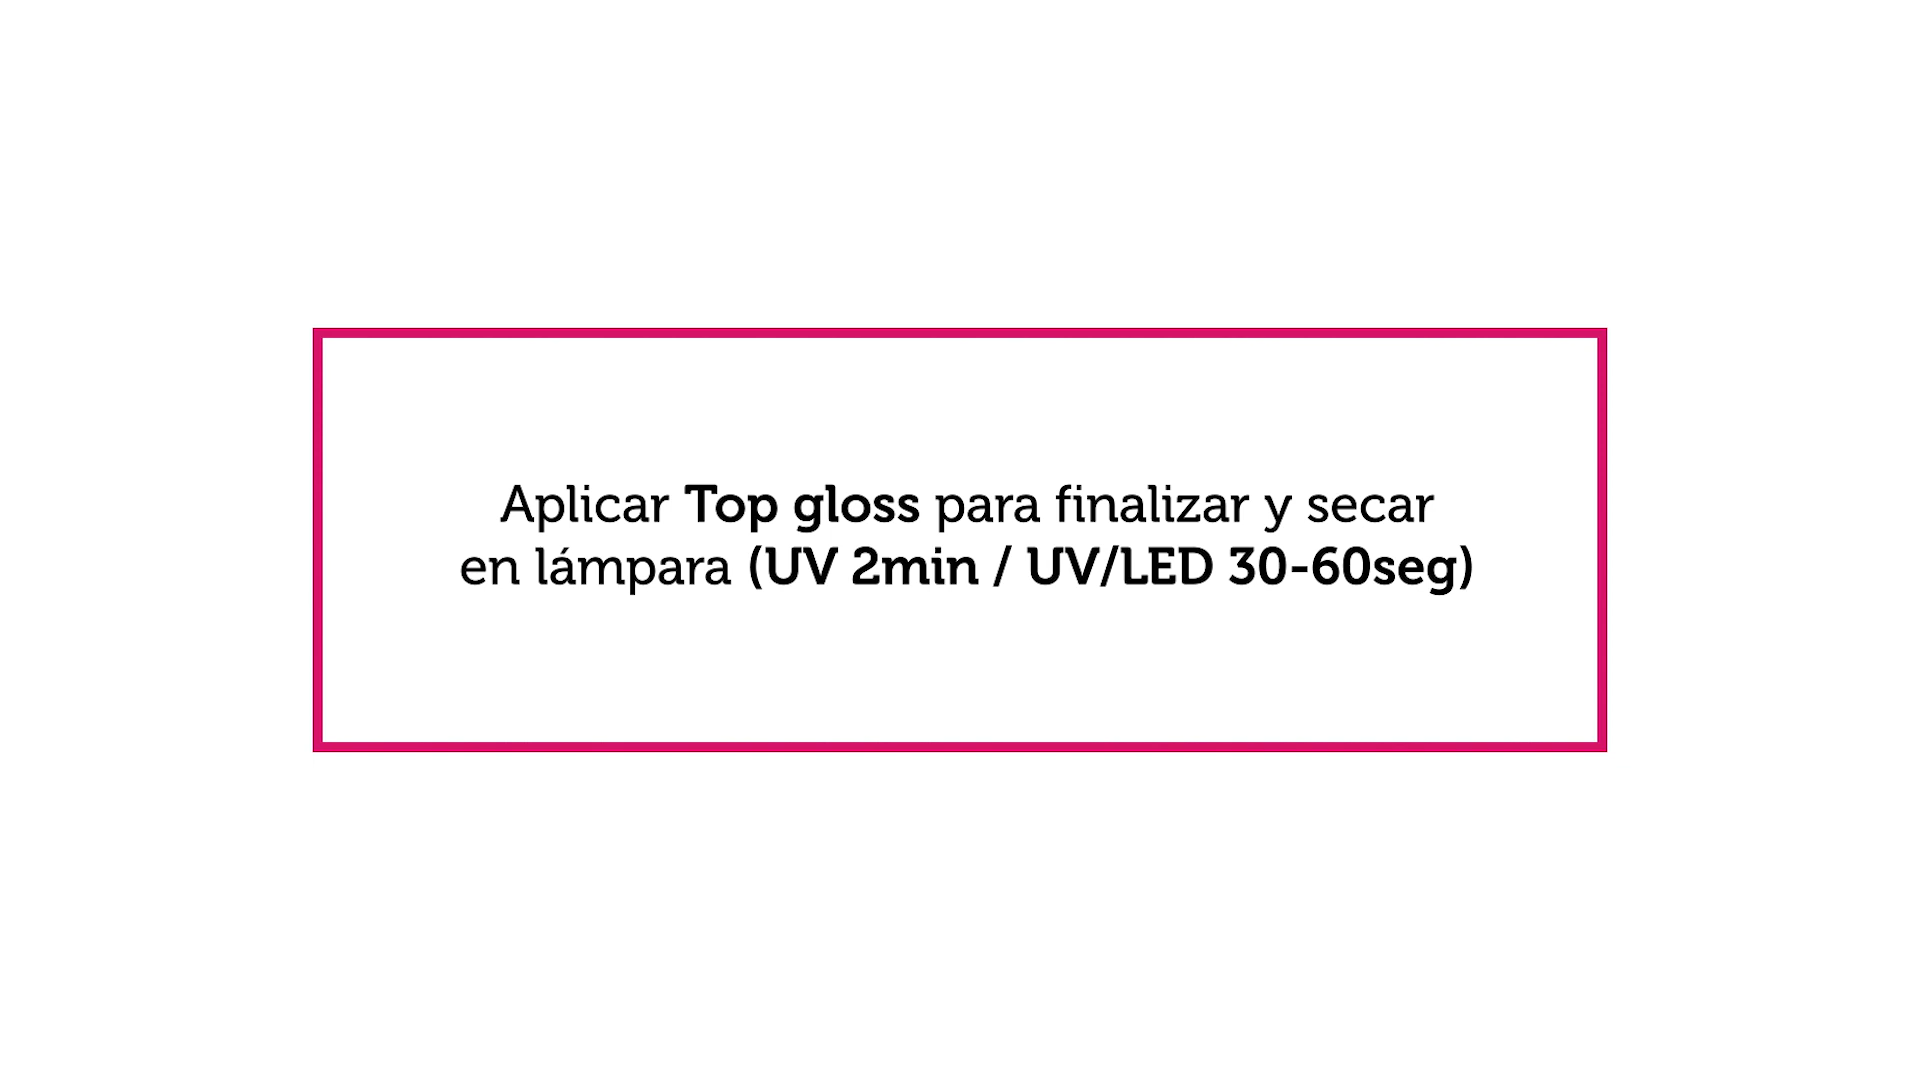 Aplicar Top gloss para finalizar y secar
en lámpara (UV 2min / UV/LED 30-60seg)